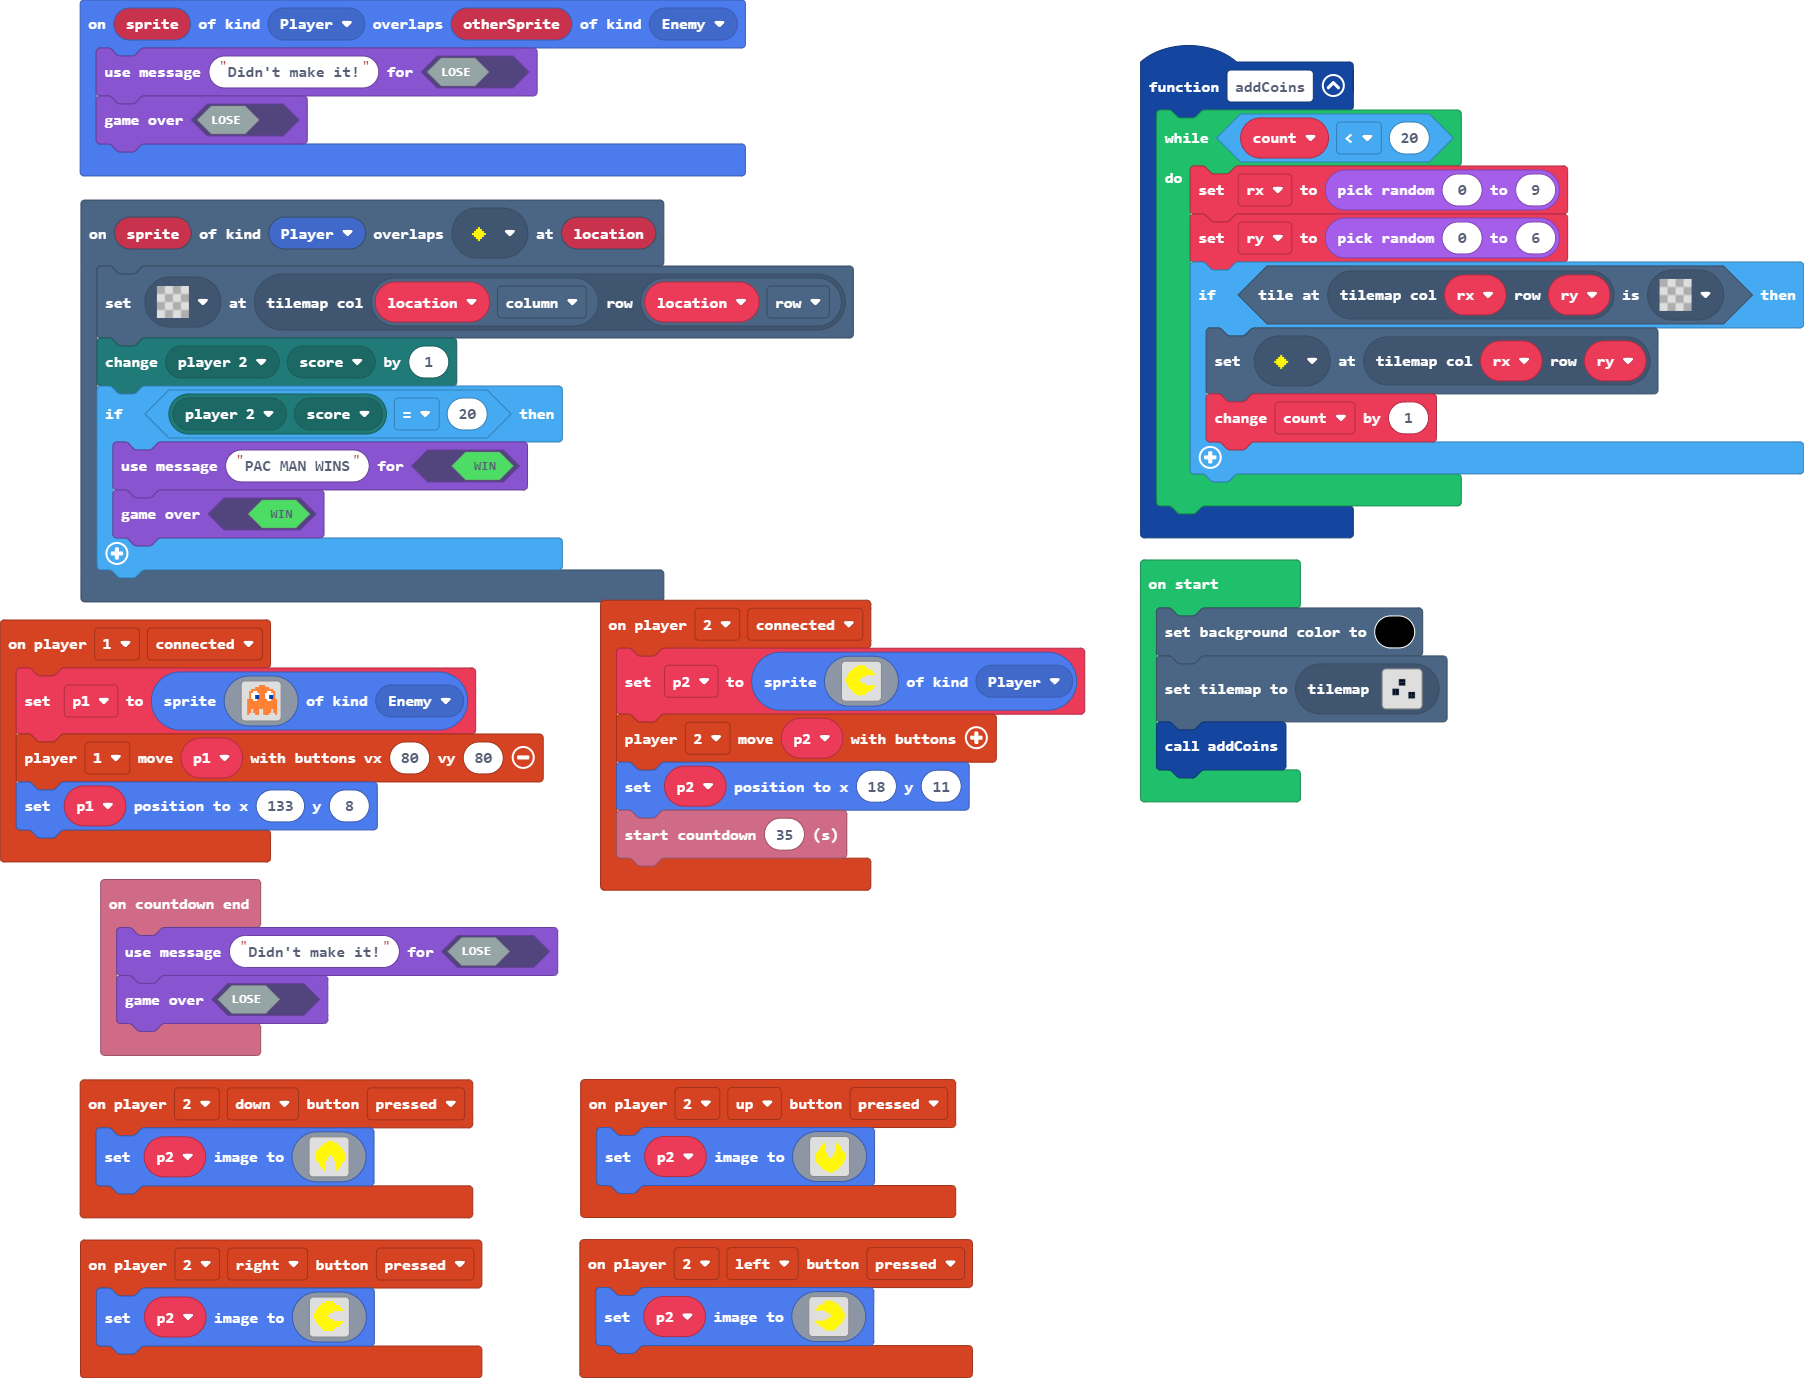 on sprite of kind Player overlaps otherSprite of kind Enemy
use message "Didn't make it!" for LOSE
game over LOSE
on sprite of kind Player overlaps at location
set at tilemap col location column row location row
change player 2 score by 1
if player 2 score = 20 then
use message "PAC MAN WINS" for WIN
game over WIN
on player 1 connected
set p1 to sprite of kind Enemy
player 1 move p1 with buttons vx 80 vy 80
set p1 position to x 133 y 8
on player 2 connected
set p2 to sprite of kind Player
player 2 move p2 with buttons
set p2 position to x 18 y 11
start countdown 35 (s)
on countdown end
use message "Didn't make it!" for LOSE
game over LOSE
on player 2 down button pressed
set p2 image to
on player 2 up button pressed
set p2 image to
on player 2 right button pressed
set p2 image to
on player 2 left button pressed
set p2 image to
function addCoins
while count < 20
do
set rx to pick random 0 to 9
set ry to pick random 0 to 6
if tile at tilemap col rx row ry is then
set at tilemap col rx row ry
change count by 1
on start
set background color to
set tilemap to tilemap
call addCoins